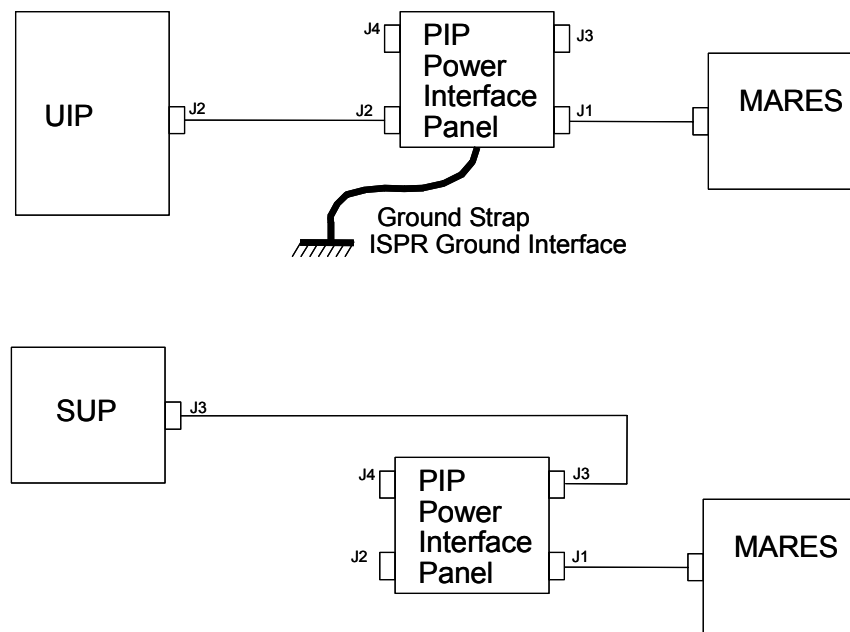 J4
PIP
J3
Power
Interface
Panel
UIP
J2
J2
J1
MARES
Ground Strap
ISPR Ground Interface
SUP
J3
J4
PIP
J3
Power
Interface
Panel
J2
J1
MARES